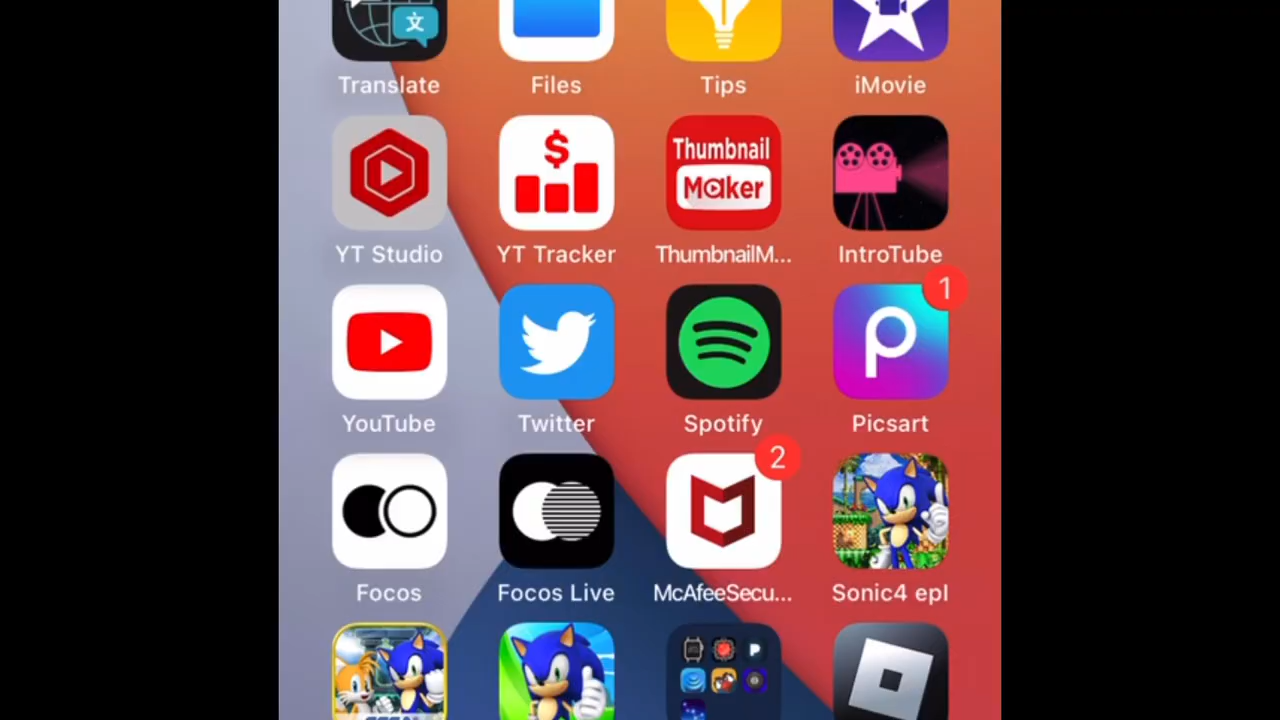 文
Translate Files Tips iMovie
$
Thumbnail
Maker
YT Studio YT Tracker ThumbnailM... IntroTube
1
YouTube Twitter Spotify Picsart
2
Focos Focos Live McAfeeSecu... Sonic4 epI